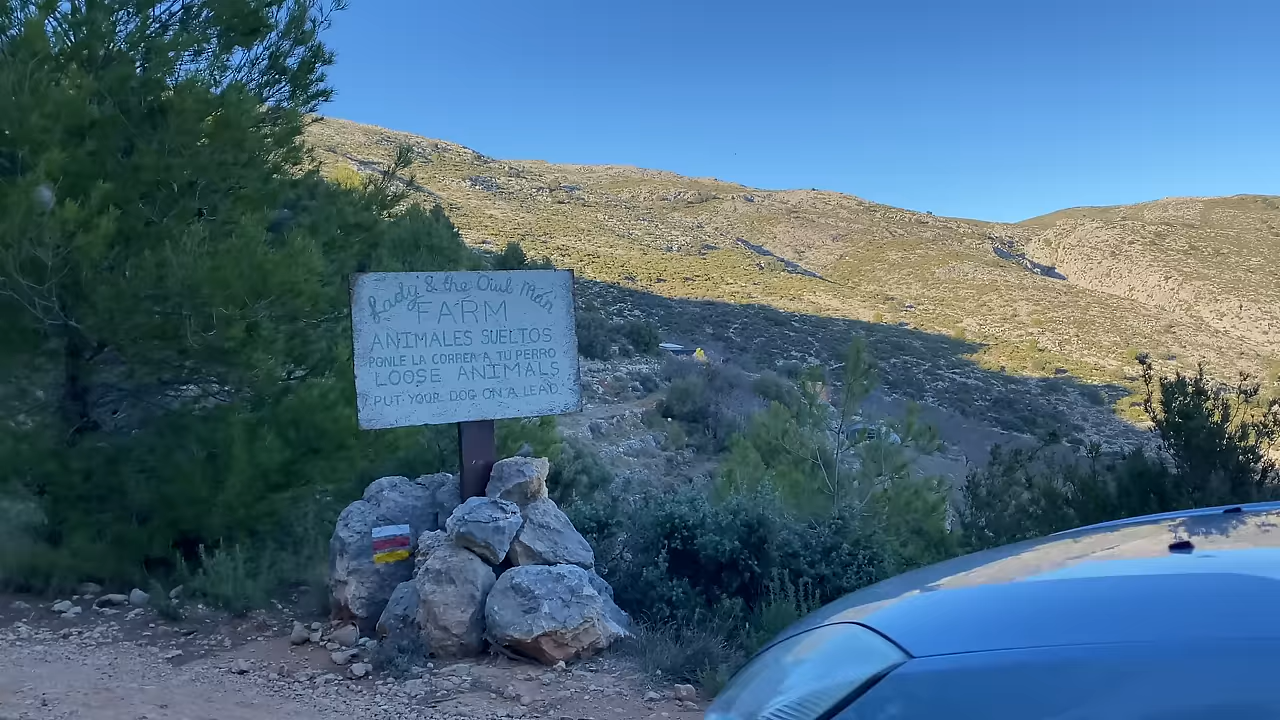 Lady & the Owl Man
FARM
ANIMALES SUELTOS
PONLE LA CORREA A TU PERRO
LOOSE ANIMALS
PUT YOUR DOG ON A LEAD